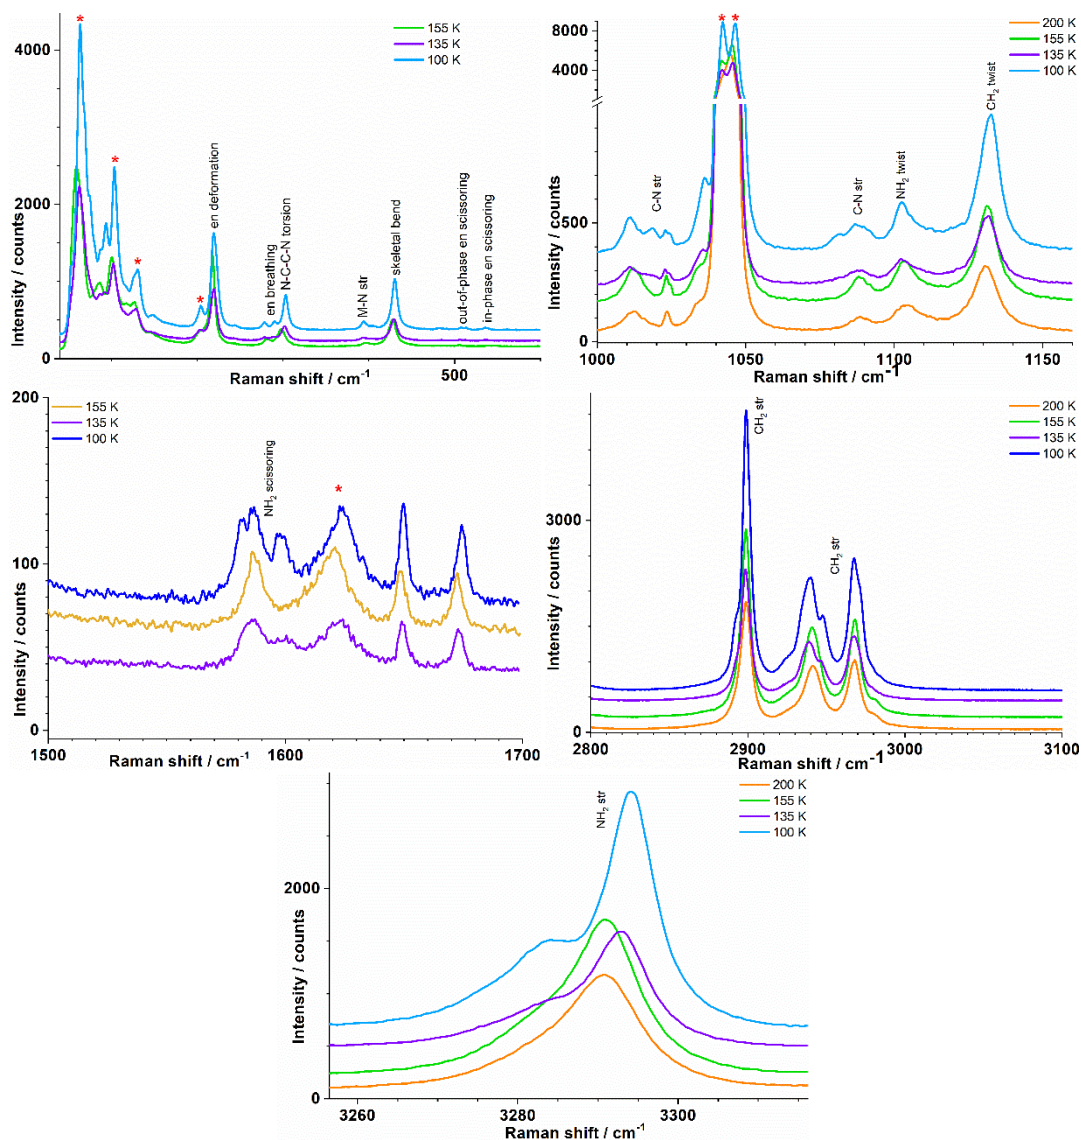 *
*
*
*
155 K
135 K
100 K
4000
2000
0
Intensity / counts
en deformation
en breathing
N-C-C-N torsion
M-N str
skeletal bend
out-of-phase en scissoring
in-phase en scissoring
500
Raman shift / cm⁻¹
* *
200 K
155 K
135 K
100 K
8000
6000
4000
500
0
Intensity / counts
C-N str
C-N str
NH₂ twist
CH₂ twist
1000
1050
1100
1150
Raman shift / cm⁻¹
155 K
135 K
100 K
200
100
0
Intensity / counts
NH₂ scissoring
*
1500
1600
1700
Raman shift / cm⁻¹
200 K
155 K
135 K
100 K
3000
0
Intensity / counts
CH₂ str
CH₂ str
2800
2900
3000
3100
Raman shift / cm⁻¹
200 K
155 K
135 K
100 K
2000
0
Intensity / counts
NH₂ str
3260
3280
3300
Raman shift / cm⁻¹